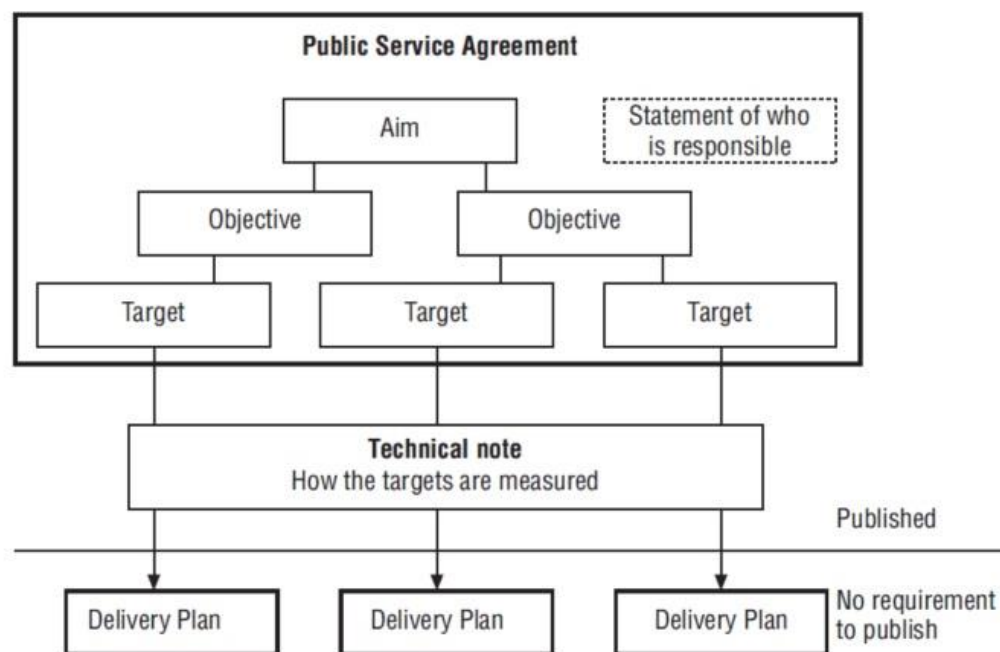 Public Service Agreement
Aim
Statement of who
is responsible
Objective
Objective
Target
Target
Target
Technical note
How the targets are measured
Published
Delivery Plan
Delivery Plan
Delivery Plan
No requirement
to publish